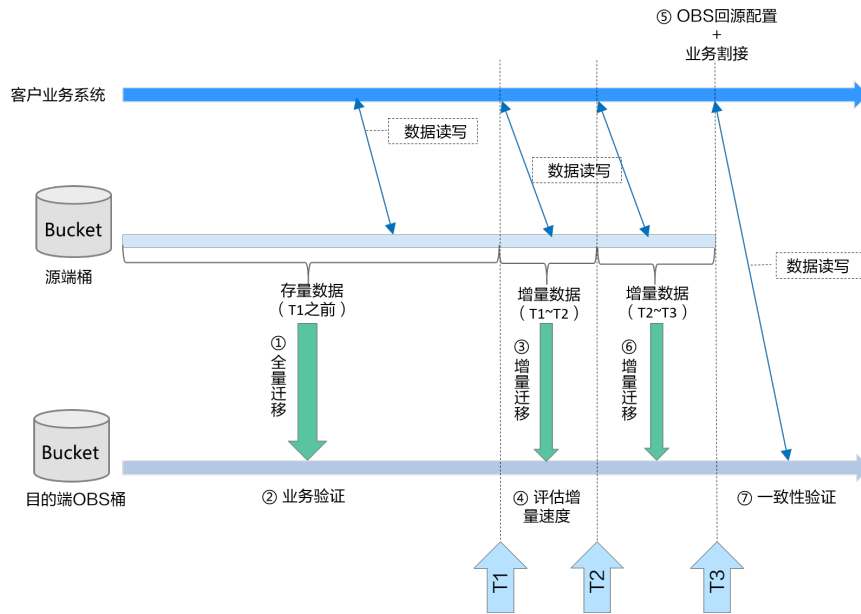 ⑤ OBS回源配置
+
业务割接
客户业务系统
数据读写
数据读写
Bucket
源端桶
数据读写
存量数据
（T1之前）
增量数据
（T1~T2）
增量数据
（T2~T3）
①全量迁移
③增量迁移
⑥增量迁移
Bucket
目的端OBS桶
② 业务验证
④ 评估增
量速度
⑦ 一致性验证
T1
T2
T3